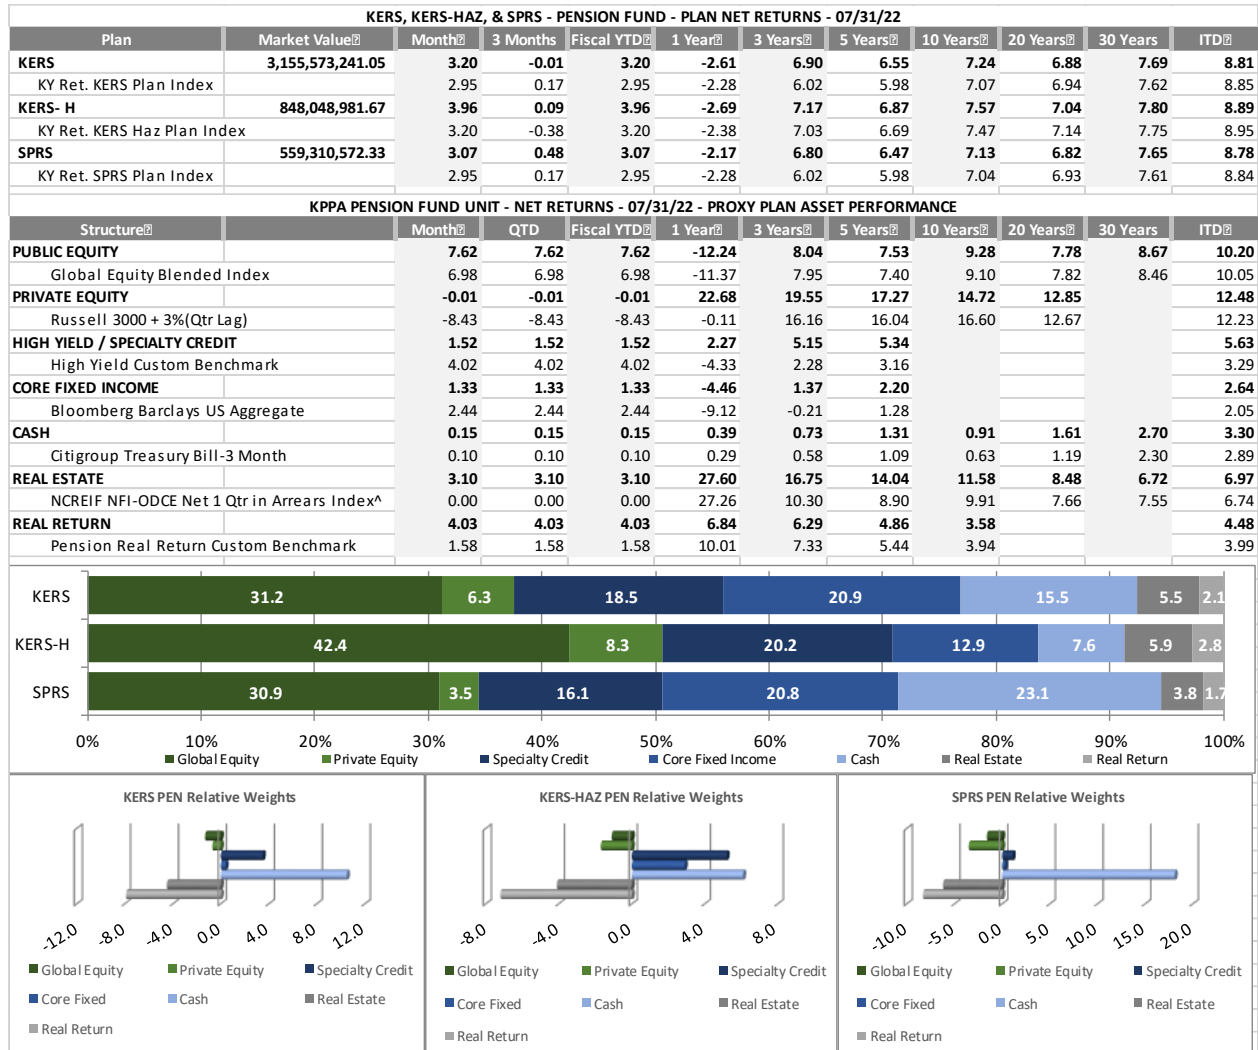 KERS, KERS-HAZ, & SPRS - PENSION FUND - PLAN NET RETURNS - 07/31/22
Plan Market Value Month 3 Months Fiscal YTD 1 Year 3 Years 5 Years 10 Years 20 Years 30 Years ITD
KERS 3,155,573,241.05 3.20 -0.01 3.20 -2.61 6.90 6.55 7.24 6.88 7.69 8.81
KY Ret. KERS Plan Index 2.95 0.17 2.95 -2.28 6.02 5.98 7.07 6.94 7.62 8.85
KERS- H 848,048,981.67 3.96 0.09 3.96 -2.69 7.17 6.87 7.57 7.04 7.80 8.89
KY Ret. KERS Haz Plan Index 3.20 -0.38 3.20 -2.38 7.03 6.69 7.47 7.14 7.75 8.95
SPRS 559,310,572.33 3.07 0.48 3.07 -2.17 6.80 6.47 7.13 6.82 7.65 8.78
KY Ret. SPRS Plan Index 2.95 0.17 2.95 -2.28 6.02 5.98 7.04 6.93 7.61 8.84
KPPA PENSION FUND UNIT - NET RETURNS - 07/31/22 - PROXY PLAN ASSET PERFORMANCE
Structure Month QTD Fiscal YTD 1 Year 3 Years 5 Years 10 Years 20 Years 30 Years ITD
PUBLIC EQUITY 7.62 7.62 7.62 -12.24 8.04 7.53 9.28 7.78 8.67 10.20
Global Equity Blended Index 6.98 6.98 6.98 -11.37 7.95 7.40 9.10 7.82 8.46 10.05
PRIVATE EQUITY -0.01 -0.01 -0.01 22.68 19.55 17.27 14.72 12.85 12.48
Russell 3000 + 3%(Qtr Lag) -8.43 -8.43 -8.43 -0.11 16.16 16.04 16.60 12.67 12.23
HIGH YIELD / SPECIALTY CREDIT 1.52 1.52 1.52 2.27 5.15 5.34 5.63
High Yield Custom Benchmark 4.02 4.02 4.02 -4.33 2.28 3.16 3.29
CORE FIXED INCOME 1.33 1.33 1.33 -4.46 1.37 2.20 2.64
Bloomberg Barclays US Aggregate 2.44 2.44 2.44 -9.12 -0.21 1.28 2.05
CASH 0.15 0.15 0.15 0.39 0.73 1.31 0.91 1.61 2.70 3.30
Citigroup Treasury Bill-3 Month 0.10 0.10 0.10 0.29 0.58 1.09 0.63 1.19 2.30 2.89
REAL ESTATE 3.10 3.10 3.10 27.60 16.75 14.04 11.58 8.48 6.72 6.97
NCREIF NFI-ODCE Net 1 Qtr in Arrears Index^ 0.00 0.00 0.00 27.26 10.30 8.90 9.91 7.66 7.55 6.74
REAL RETURN 4.03 4.03 4.03 6.84 6.29 4.86 3.58 4.48
Pension Real Return Custom Benchmark 1.58 1.58 1.58 10.01 7.33 5.44 3.94 3.99
KERS 31.2 6.3 18.5 20.9 15.5 5.5 2.1
KERS-H 42.4 8.3 20.2 12.9 7.6 5.9 2.8
SPRS 30.9 3.5 16.1 20.8 23.1 3.8 1.7
0% 10% 20% 30% 40% 50% 60% 70% 80% 90% 100%
Global Equity Private Equity Specialty Credit Core Fixed Income Cash Real Estate Real Return
KERS PEN Relative Weights
-12.0 -8.0 -4.0 0.0 4.0 8.0 12.0
Global Equity Private Equity Specialty Credit
Core Fixed Cash Real Estate
Real Return
KERS-HAZ PEN Relative Weights
-8.0 -4.0 0.0 4.0 8.0
Global Equity Private Equity Specialty Credit
Core Fixed Cash Real Estate
Real Return
SPRS PEN Relative Weights
-10.0 -5.0 0.0 5.0 10.0 15.0 20.0
Global Equity Private Equity Specialty Credit
Core Fixed Cash Real Estate
Real Return